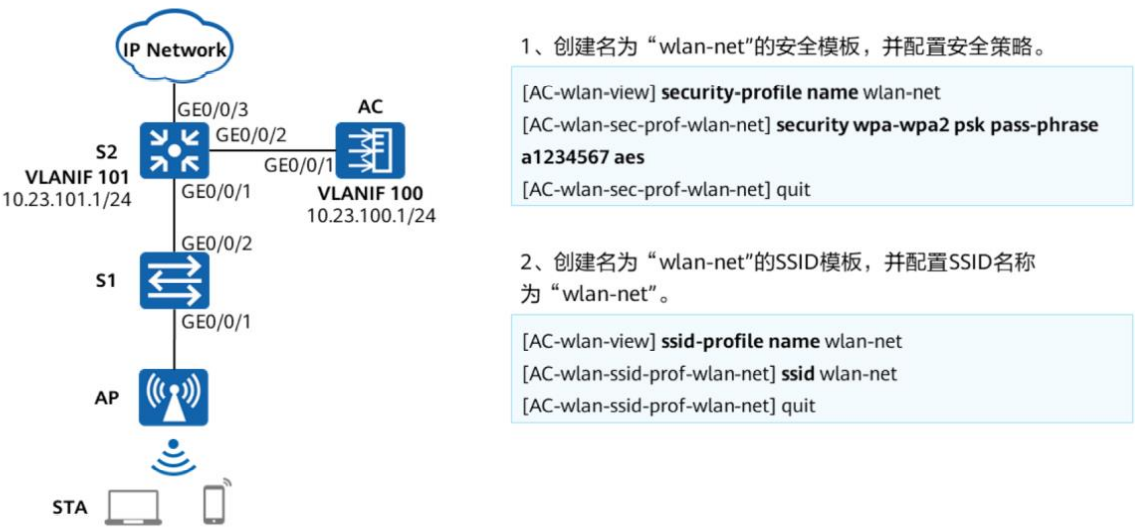 IP Network
GE0/0/3
AC
GE0/0/2
S2
GE0/0/1
VLANIF 101
10.23.101.1/24
GE0/0/1
VLANIF 100
10.23.100.1/24
GE0/0/2
S1
GE0/0/1
AP
STA
1、创建名为“wlan-net”的安全模板，并配置安全策略。
[AC-wlan-view] security-profile name wlan-net
[AC-wlan-sec-prof-wlan-net] security wpa-wpa2 psk pass-phrase
a1234567 aes
[AC-wlan-sec-prof-wlan-net] quit
2、创建名为“wlan-net”的SSID模板，并配置SSID名称
为“wlan-net”。
[AC-wlan-view] ssid-profile name wlan-net
[AC-wlan-ssid-prof-wlan-net] ssid wlan-net
[AC-wlan-ssid-prof-wlan-net] quit